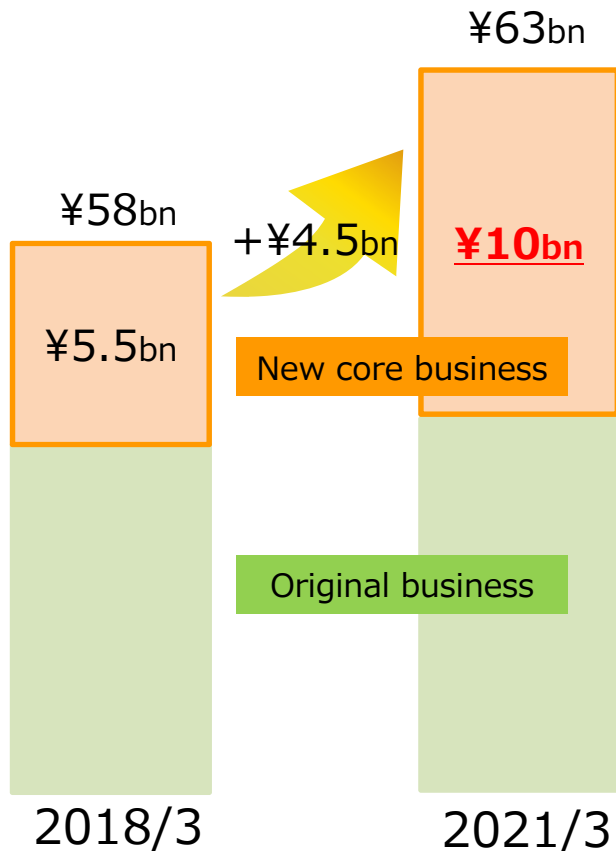 ¥63bn
¥58bn
+¥4.5bn
¥10bn
¥5.5bn
New core business
Original business
2018/3
2021/3